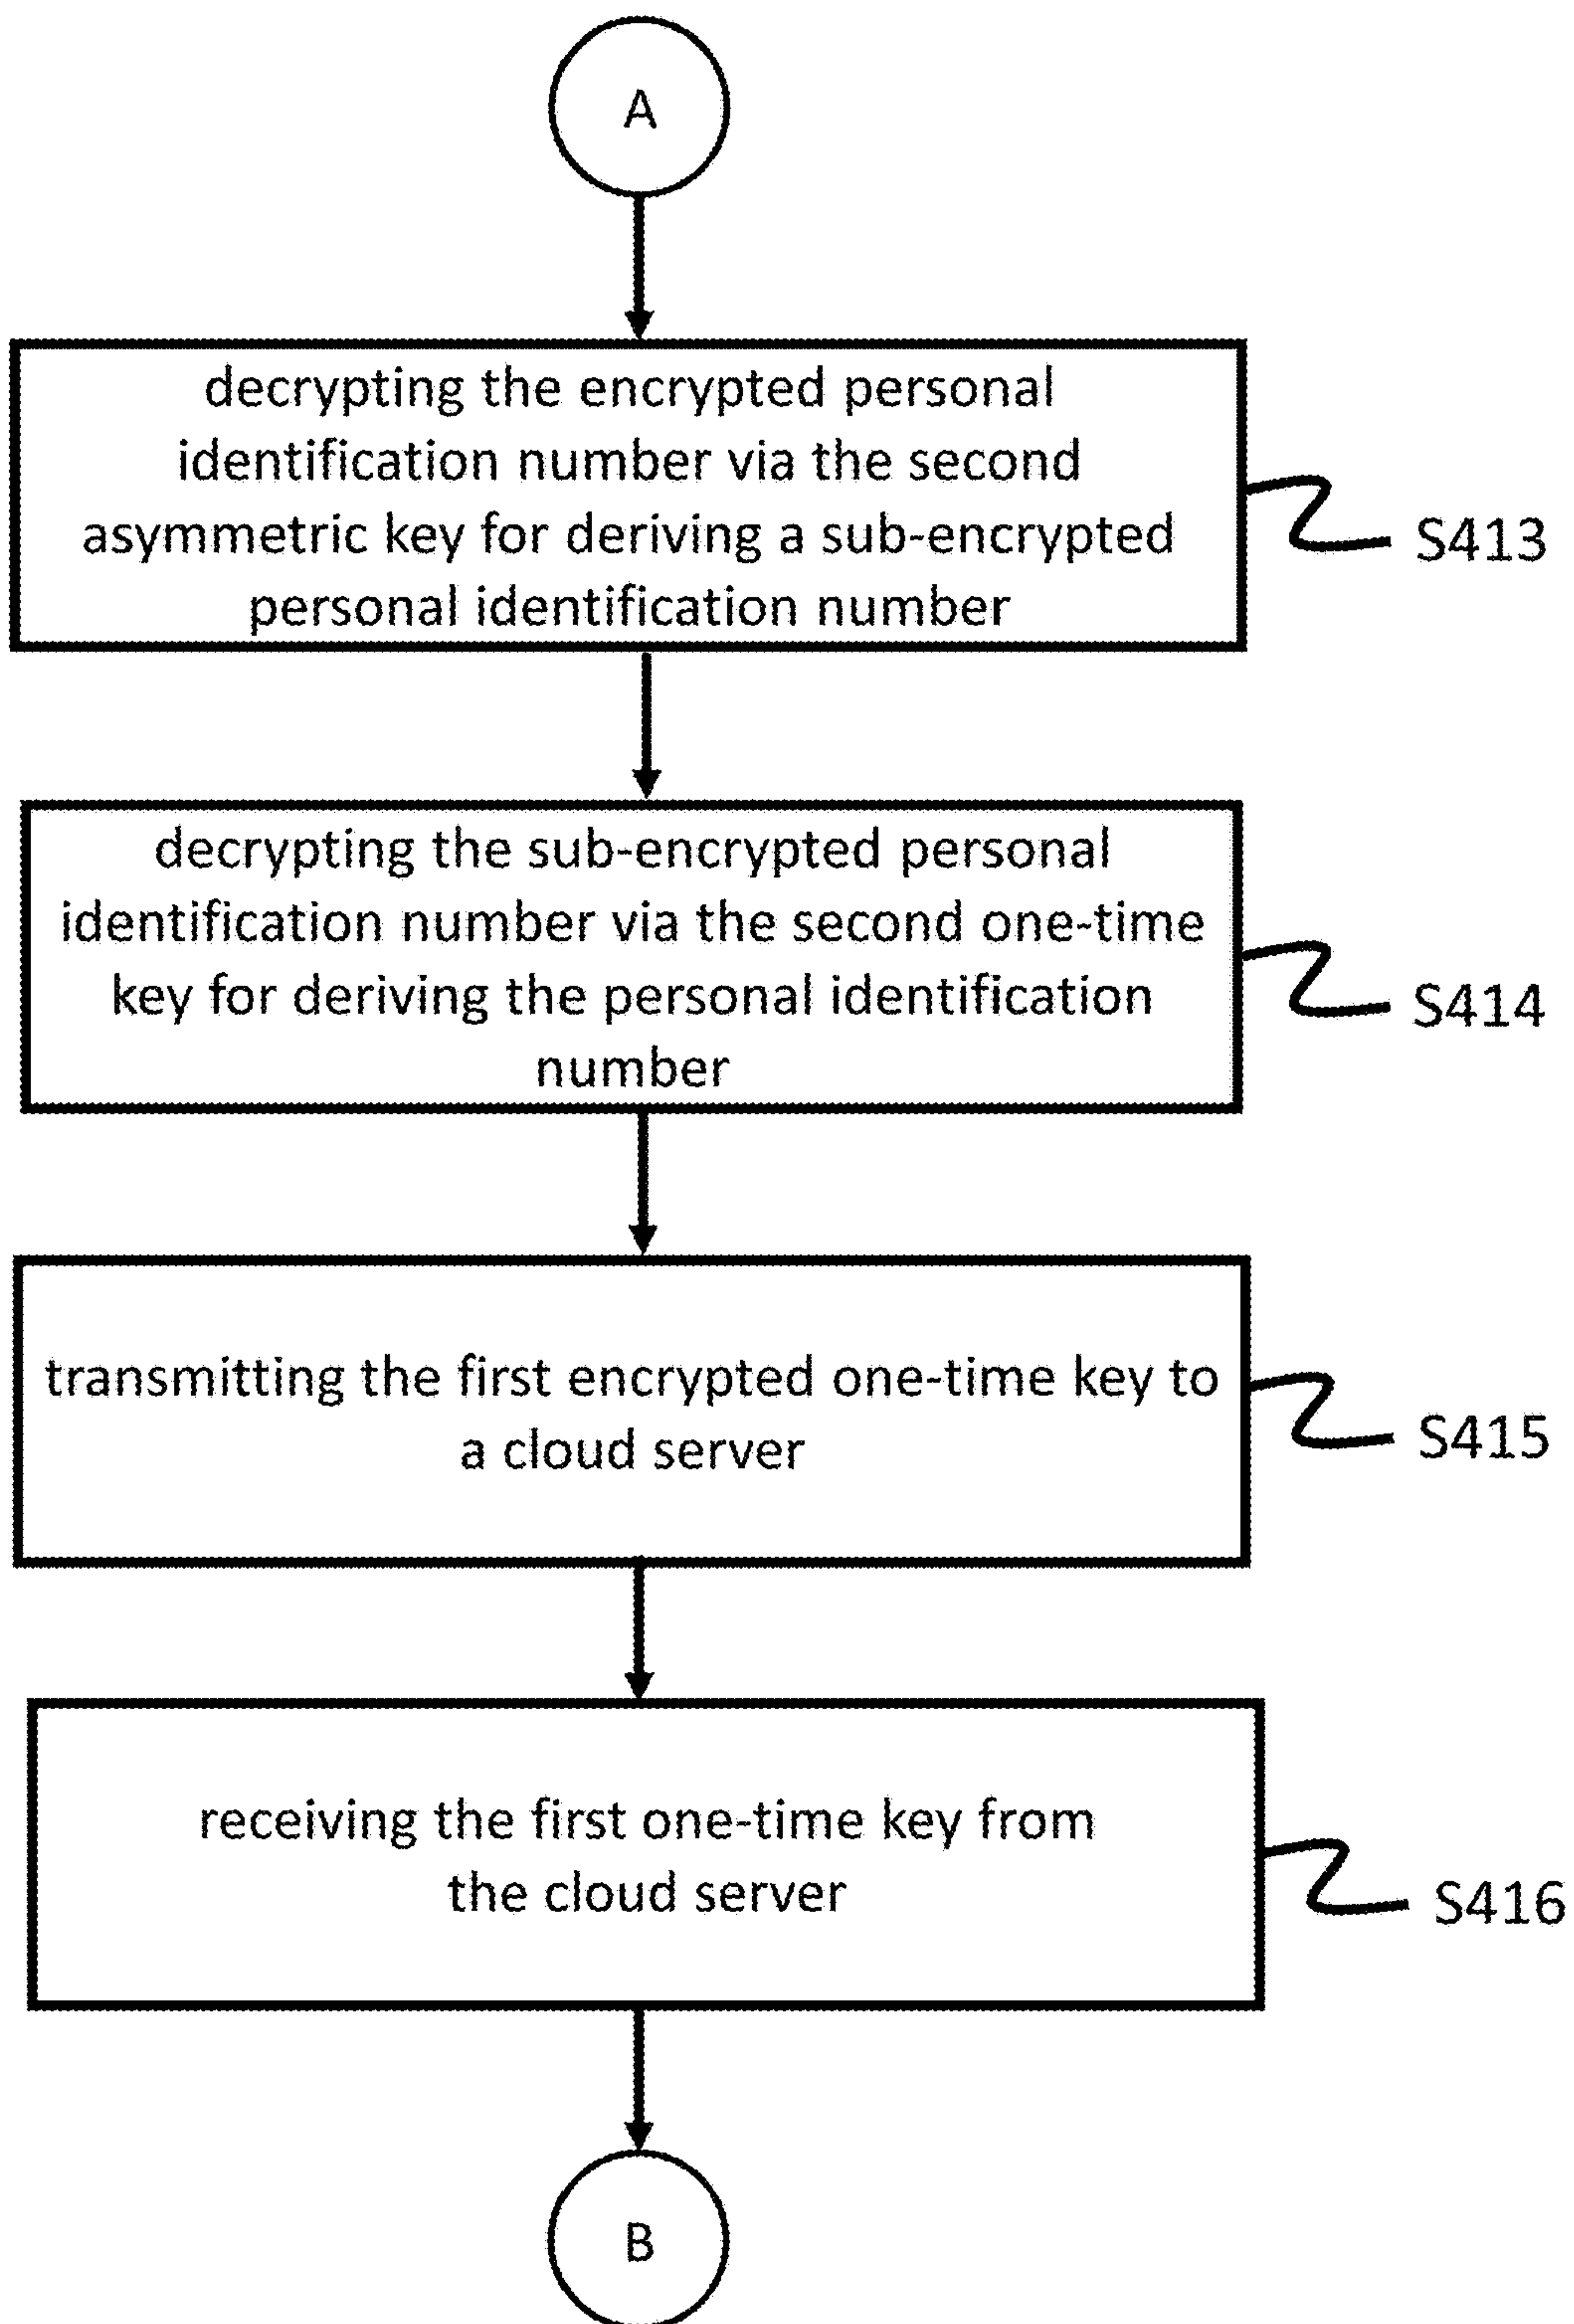 A
decrypting the encrypted personal
identification number via the second
asymmetric key for deriving a sub-encrypted
personal identification number
S413
decrypting the sub-encrypted personal
identification number via the second one-time
key for deriving the personal identification
number
S414
transmitting the first encrypted one-time key to
a cloud server
S415
receiving the first one-time key from
the cloud server
S416
B